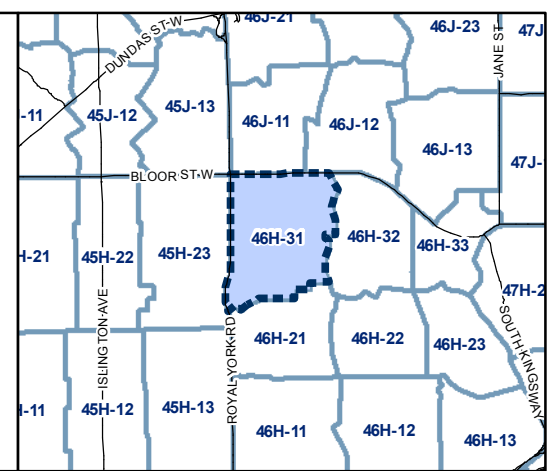 46J-21
46J-23
47J
DUNDAS ST W
JANE ST
-11
45J-12
45J-13
46J-11
46J-12
46J-13
47J-
BLOOR ST W
H-21
45H-22
45H-23
46H-31
46H-32
46H-33
47H-2
ISLINGTON AVE
ROYAL YORK RD
SOUTH KINGSWAY
46H-21
46H-22
46H-23
H-11
45H-12
45H-13
46H-11
46H-12
46H-13